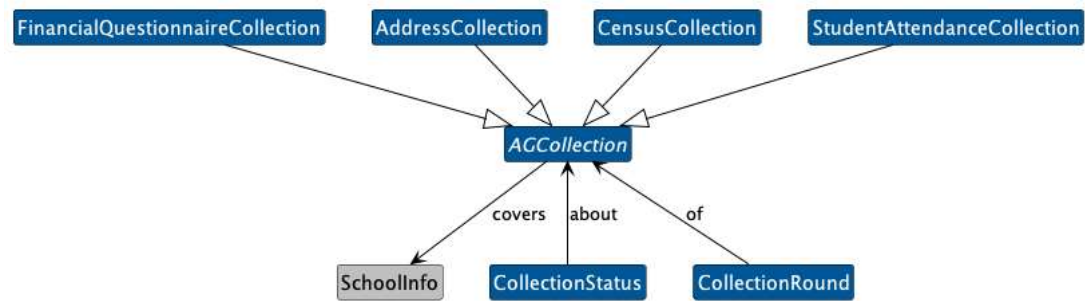 FinancialQuestionnaireCollection
AddressCollection
CensusCollection
StudentAttendanceCollection
AGCollection
covers
about
of
SchoolInfo
CollectionStatus
CollectionRound